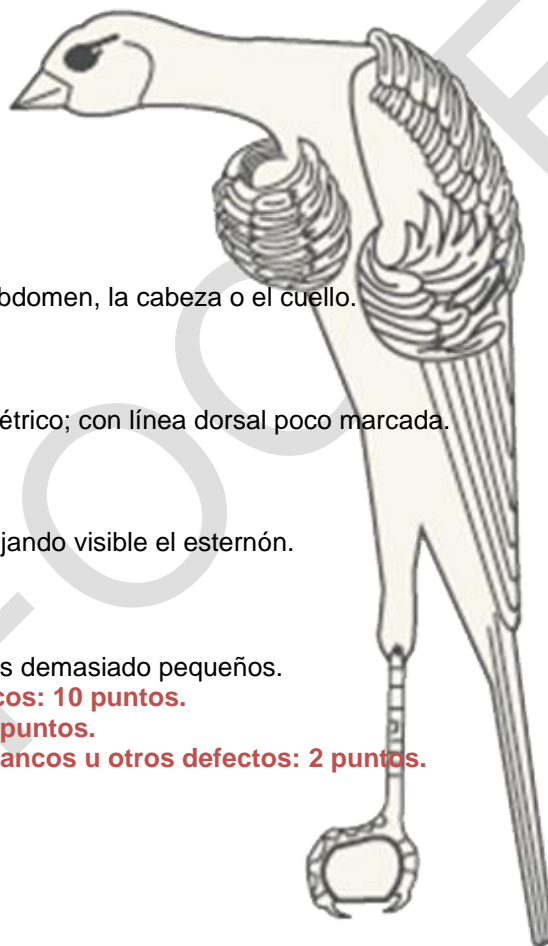 bdomen, la cabeza o el cuello.
étrico; con línea dorsal poco marcada.
jando visible el esternón.
s demasiado pequeños.
cos: 10 puntos.
puntos.
ancos u otros defectos: 2 puntos.